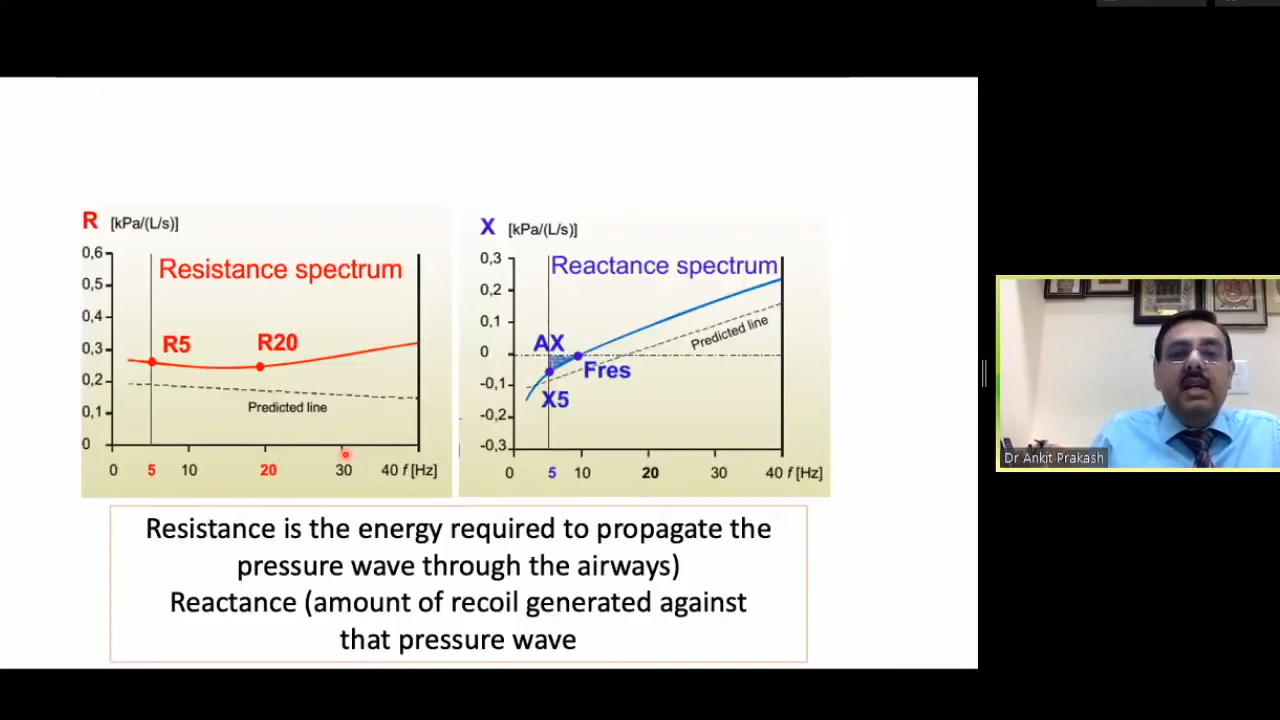 R [kPa/(L/s)]
0,6
0,5
0,4
0,3
0,2
0,1
0
Resistance spectrum
R5
R20
Predicted line
0 5 10 20 30 40 f [Hz]
X [kPa/(L/s)]
0,3
0,2
0,1
0
-0,1
-0,2
-0,3
Reactance spectrum
AX
Fres
X5
Predicted line
0 5 10 20 30 40 f [Hz]
Resistance is the energy required to propagate the
pressure wave through the airways)
Reactance (amount of recoil generated against
that pressure wave
Dr Ankit Prakash